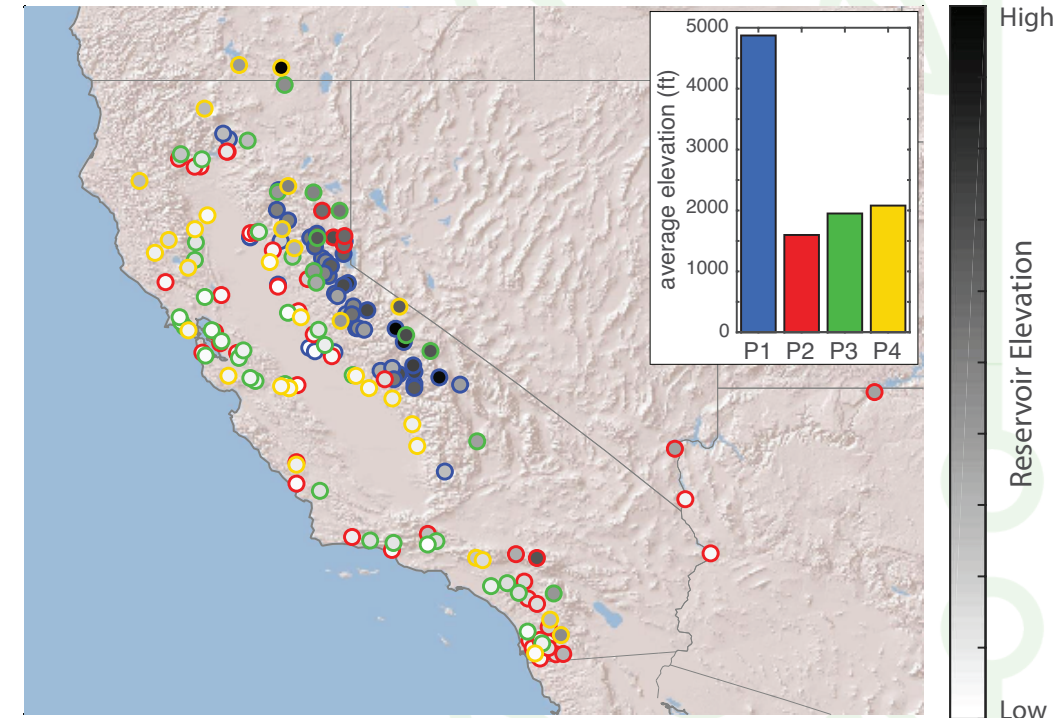 High
5000
4000
3000
2000
1000
0
average elevation (ft)
P1 P2 P3 P4
Reservoir Elevation
Low